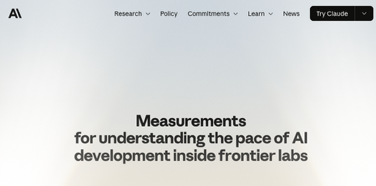 A\
Research Policy Commitments Learn News Try Claude
Measurements
for understanding the pace of AI
development inside frontier labs